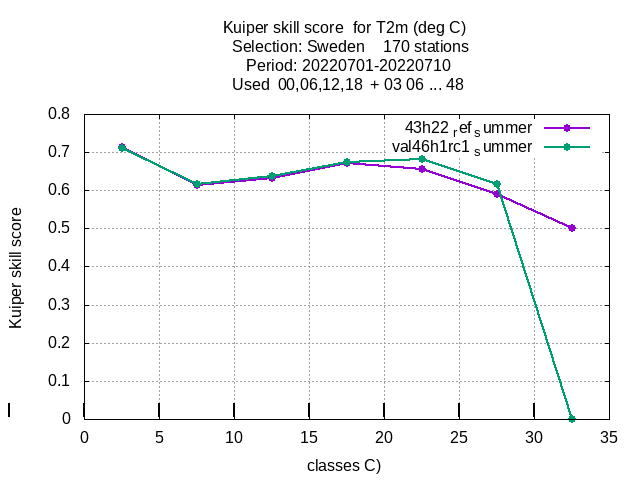 Kuiper skill score  for T2m (deg C)
Selection: Sweden    170 stations
Period: 20220701-20220710
Used  00,06,12,18  + 03 06 ... 48
0.8
0.7
0.6
0.5
0.4
0.3
0.2
0.1
0
Kuiper skill score
43h22 ref summer
val46h1rc1 summer
0 5 10 15 20 25 30 35
classes C)